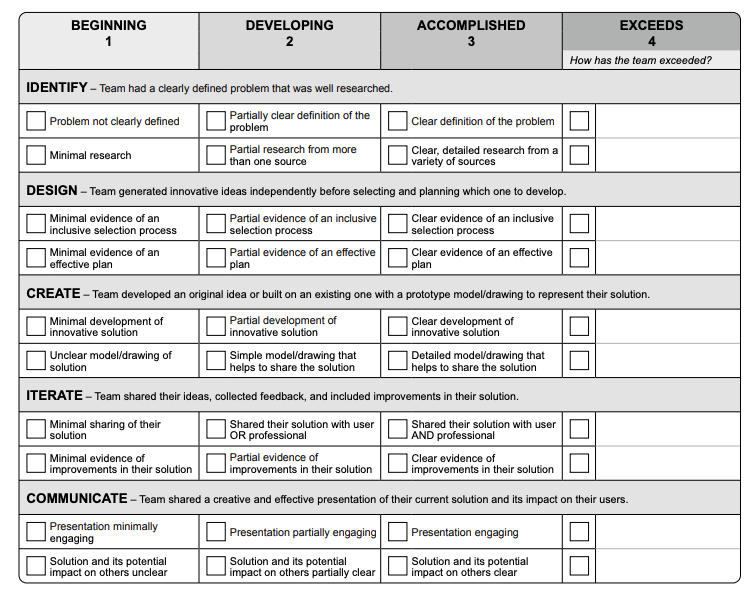 BEGINNING
1
DEVELOPING
2
ACCOMPLISHED
3
EXCEEDS
4
How has the team exceeded?
IDENTIFY – Team had a clearly defined problem that was well researched.
Problem not clearly defined
Partially clear definition of the
problem
Clear definition of the problem
Minimal research
Partial research from more
than one source
Clear, detailed research from a
variety of sources
DESIGN – Team generated innovative ideas independently before selecting and planning which one to develop.
Minimal evidence of an
inclusive selection process
Partial evidence of an inclusive
selection process
Clear evidence of an inclusive
selection process
Minimal evidence of an
effective plan
Partial evidence of an effective
plan
Clear evidence of an effective
plan
CREATE – Team developed an original idea or built on an existing one with a prototype model/drawing to represent their solution.
Minimal development of
innovative solution
Partial development of
innovative solution
Clear development of
innovative solution
Unclear model/drawing of
solution
Simple model/drawing that
helps to share the solution
Detailed model/drawing that
helps to share the solution
ITERATE – Team shared their ideas, collected feedback, and included improvements in their solution.
Minimal sharing of their
solution
Shared their solution with user
OR professional
Shared their solution with user
AND professional
Minimal evidence of
improvements in their solution
Partial evidence of
improvements in their solution
Clear evidence of
improvements in their solution
COMMUNICATE – Team shared a creative and effective presentation of their current solution and its impact on their users.
Presentation minimally
engaging
Presentation partially engaging
Presentation engaging
Solution and its potential
impact on others unclear
Solution and its potential
impact on others partially clear
Solution and its potential
impact on others clear